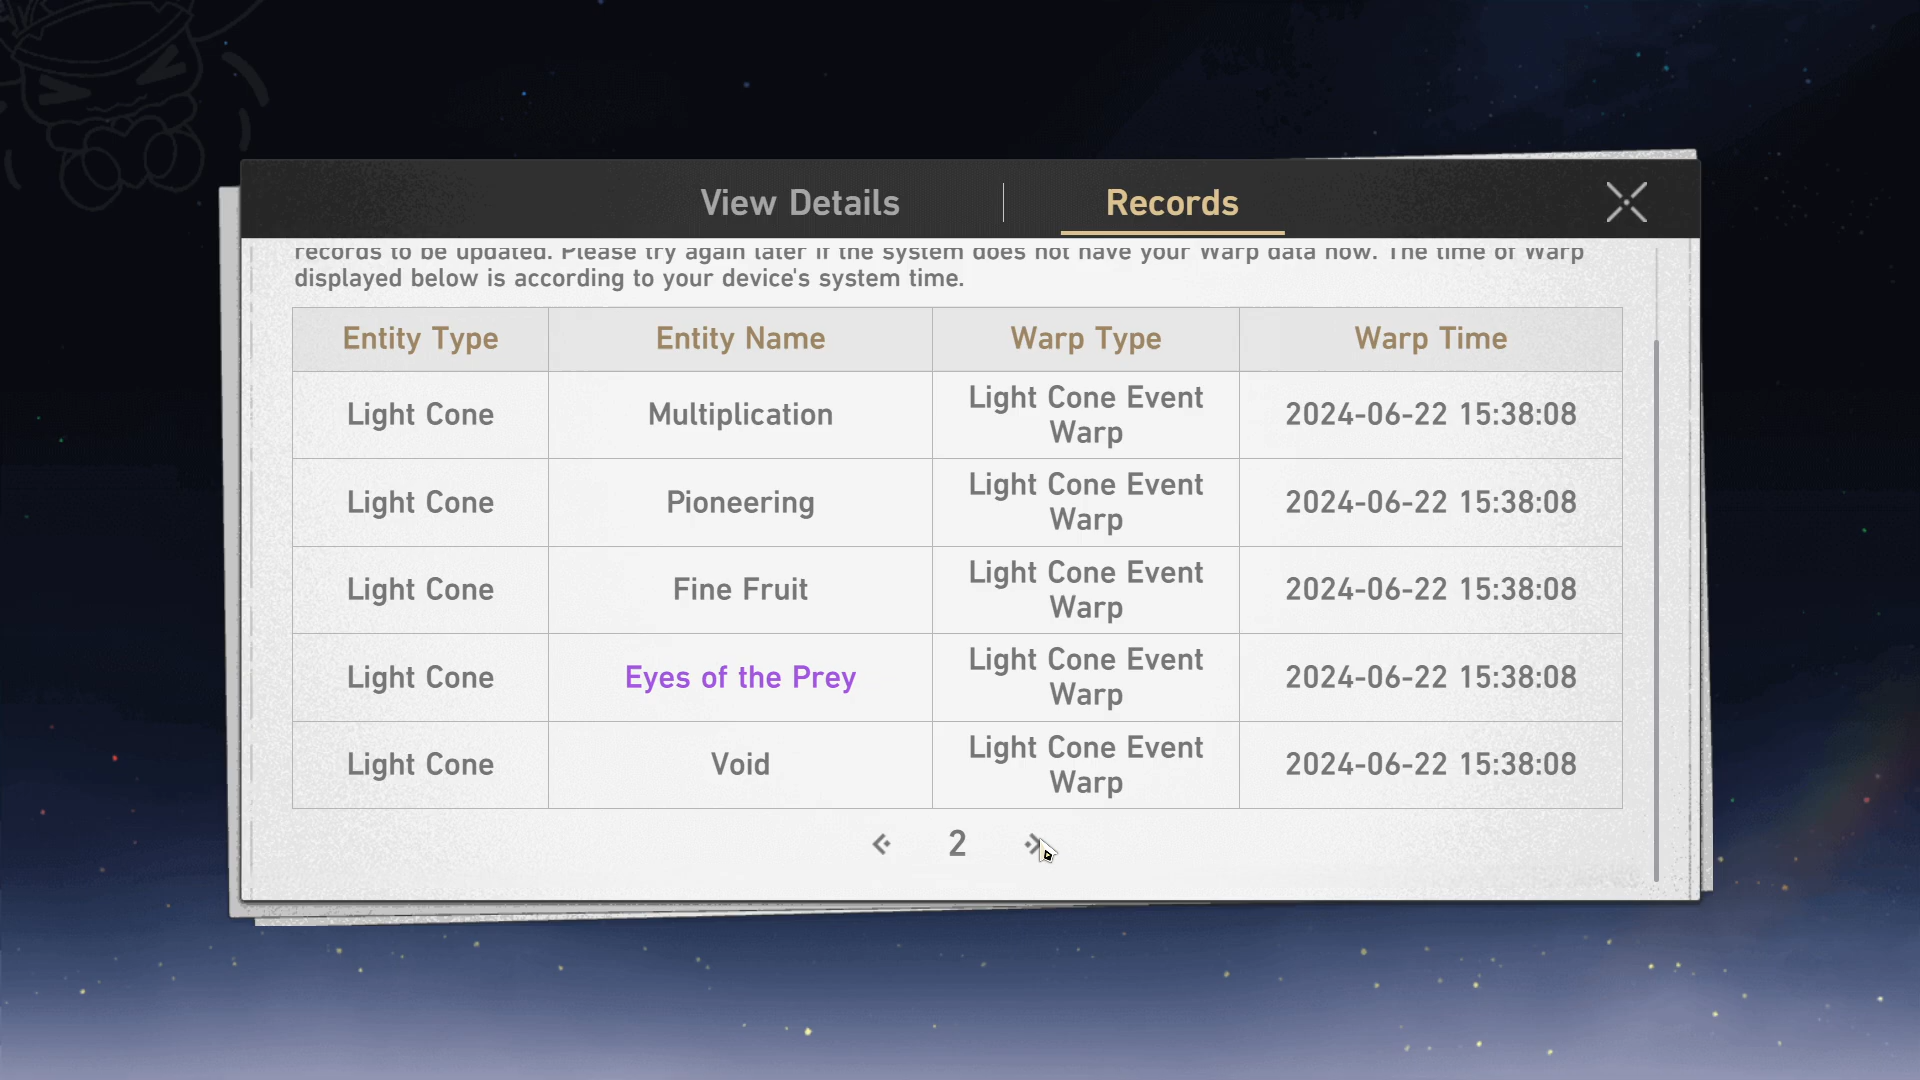 View Details
Records
records to be updated. Please try again later if the system does not have your Warp data now. The time of Warp
displayed below is according to your device's system time.
Entity Type Entity Name Warp Type Warp Time
Light Cone Multiplication Light Cone Event Warp 2024-06-22 15:38:08
Light Cone Pioneering Light Cone Event Warp 2024-06-22 15:38:08
Light Cone Fine Fruit Light Cone Event Warp 2024-06-22 15:38:08
Light Cone Eyes of the Prey Light Cone Event Warp 2024-06-22 15:38:08
Light Cone Void Light Cone Event Warp 2024-06-22 15:38:08
2